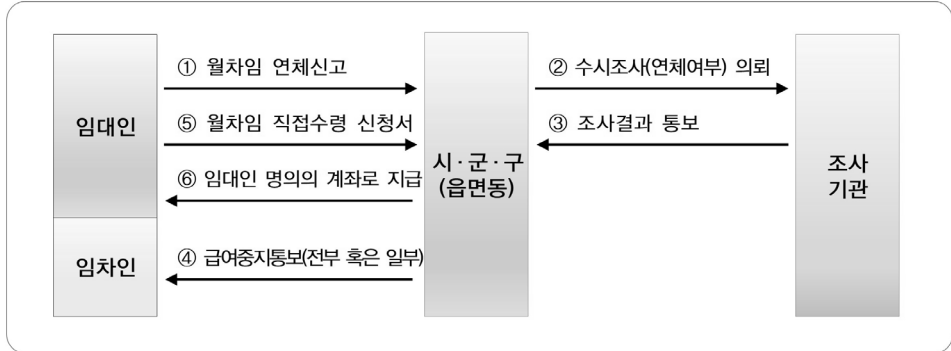 ① 월차임 연체신고
② 수시조사(연체여부) 의뢰
임대인
⑤ 월차임 직접수령 신청서
③ 조사결과 통보
시·군·구
(읍면동)
조사
기관
⑥ 임대인 명의의 계좌로 지급
임차인
④ 급여중지통보(전부 혹은 일부)